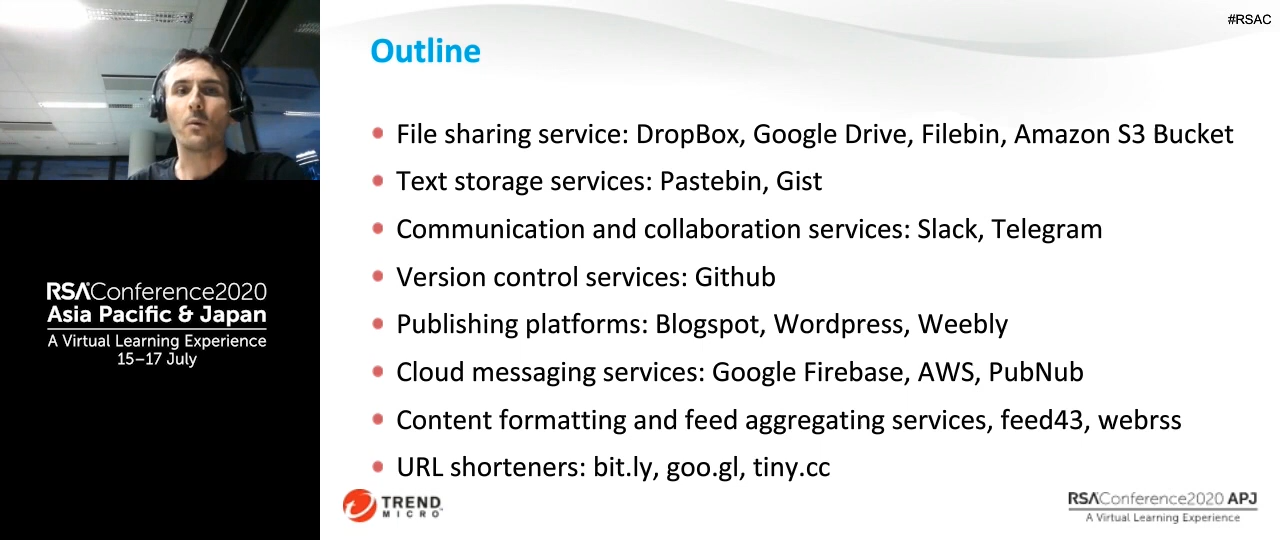 #RSAC
Outline
File sharing service: DropBox, Google Drive, Filebin, Amazon S3 Bucket
Text storage services: Pastebin, Gist
Communication and collaboration services: Slack, Telegram
Version control services: Github
Publishing platforms: Blogspot, Wordpress, Weebly
Cloud messaging services: Google Firebase, AWS, PubNub
Content formatting and feed aggregating services, feed43, webrss
URL shorteners: bit.ly, goo.gl, tiny.cc
RSAConference2020
Asia Pacific & Japan
A Virtual Learning Experience
15–17 July
TREND
MICRO
RSAConference2020 APJ
A Virtual Learning Experience